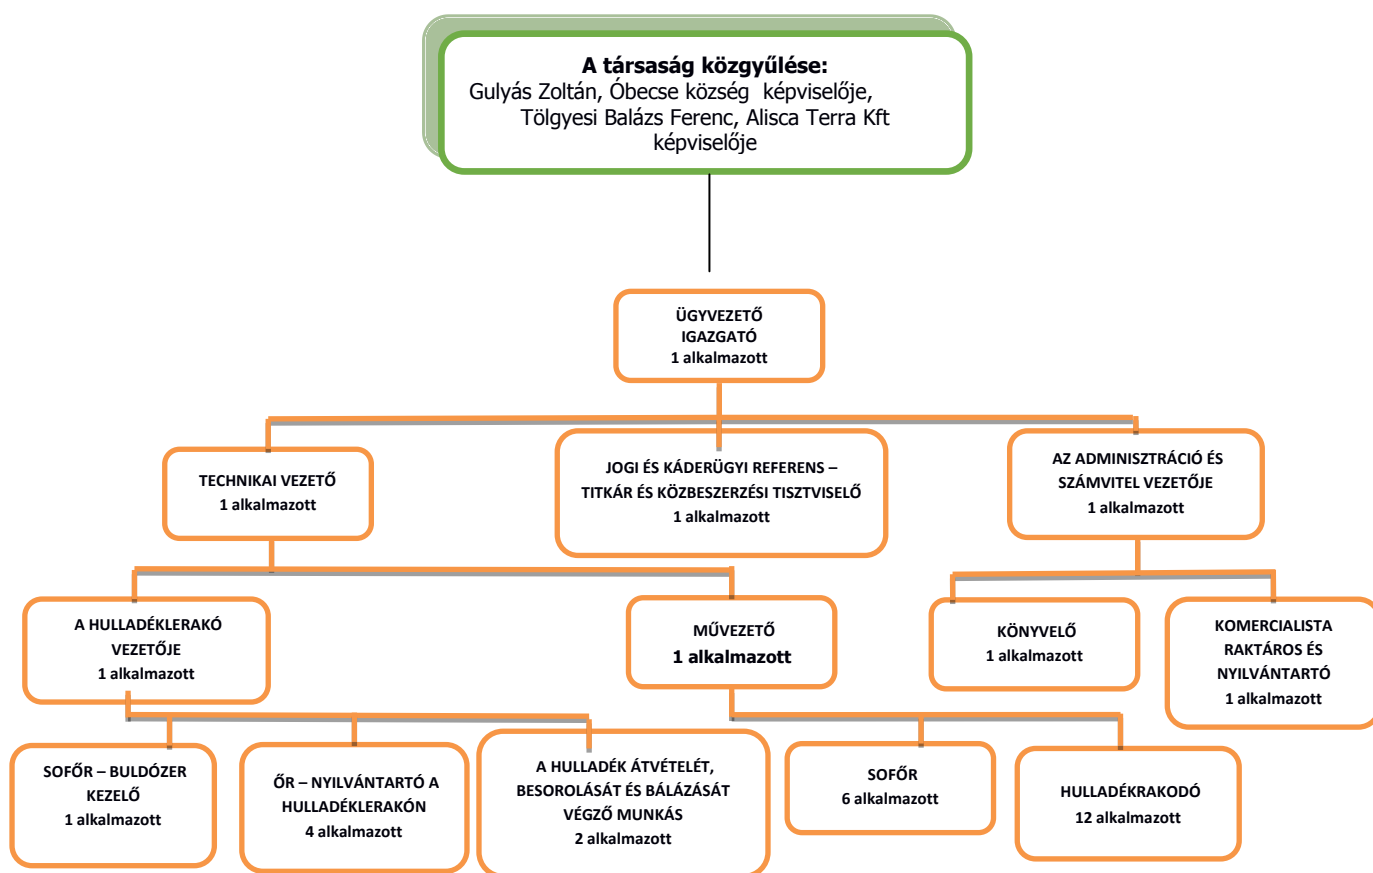 A társaság közgyűlése:
Gulyás Zoltán, Óbecse község képviselője,
Tölgyesi Balázs Ferenc, Alisca Terra Kft
képviselője
ÜGYVEZETŐ
IGAZGATÓ
1 alkalmazott
TECHNIKAI VEZETŐ
1 alkalmazott
JOGI ÉS KÁDERÜGYI REFERENS –
TITKÁR ÉS KÖZBESZERZÉSI TISZTVISELŐ
1 alkalmazott
AZ ADMINISZTRÁCIÓ ÉS
SZÁMVITEL VEZETŐJE
1 alkalmazott
A HULLADÉKLERAKÓ
VEZETŐJE
1 alkalmazott
MŰVEZETŐ
1 alkalmazott
KÖNYVELŐ
1 alkalmazott
KOMERCIALISTA
RAKTÁROS ÉS
NYILVÁNTARTÓ
1 alkalmazott
SOFŐR – BULDÓZER
KEZELŐ
1 alkalmazott
ŐR – NYILVÁNTARTÓ A
HULLADÉKLERAKÓN
4 alkalmazott
A HULLADÉK ÁTVÉTELÉT,
BESOROLÁSÁT ÉS BÁLÁZÁSÁT
VÉGZŐ MUNKÁS
2 alkalmazott
SOFŐR
6 alkalmazott
HULLADÉKRAKODÓ
12 alkalmazott